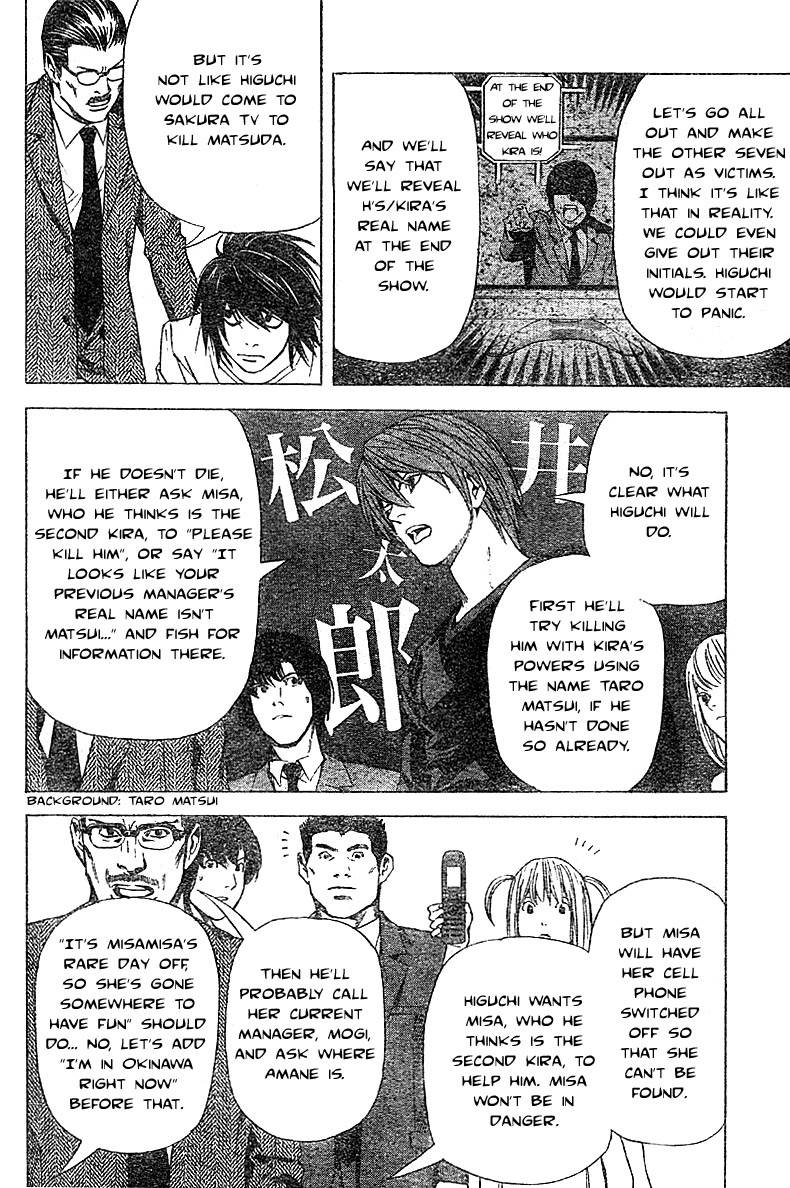 LET'S GO ALL
OUT AND MAKE
THE OTHER SEVEN
OUT AS VICTIMS.
I THINK IT'S LIKE
THAT IN REALITY.
WE COULD EVEN
GIVE OUT THEIR
INITIALS. HIGUCHI
WOULD START
TO PANIC.
AT THE END
OF THE
SHOW WE'LL
REVEAL WHO
KIRA IS!
AND WE'LL
SAY THAT
WE'LL REVEAL
H'S/KIRA'S
REAL NAME
AT THE END
OF THE
SHOW.
BUT IT'S
NOT LIKE HIGUCHI
WOULD COME TO
SAKURA TV TO
KILL MATSUDA.
NO, IT'S
CLEAR WHAT
HIGUCHI WILL
DO.
FIRST HE'LL
TRY KILLING
HIM WITH KIRA'S
POWERS USING
THE NAME TARO
MATSUI, IF HE
HASN'T DONE
SO ALREADY.
松
井
太
郎
IF HE DOESN'T DIE,
HE'LL EITHER ASK MISA,
WHO HE THINKS IS THE
SECOND KIRA, TO "PLEASE
KILL HIM", OR SAY "IT
LOOKS LIKE YOUR
PREVIOUS MANAGER'S
REAL NAME ISN'T
MATSUI..." AND FISH FOR
INFORMATION THERE.
BACKGROUND: TARO MATSUI
BUT MISA
WILL HAVE
HER CELL
PHONE
SWITCHED
OFF SO
THAT SHE
CAN'T BE
FOUND.
HIGUCHI WANTS
MISA, WHO HE
THINKS IS THE
SECOND KIRA, TO
HELP HIM. MISA
WON'T BE IN
DANGER.
THEN HE'LL
PROBABLY CALL
HER CURRENT
MANAGER, MOGI,
AND ASK WHERE
AMANE IS.
"IT'S MISAMISA'S
RARE DAY OFF,
SO SHE'S GONE
SOMEWHERE TO
HAVE FUN" SHOULD
DO... NO, LET'S ADD
"I'M IN OKINAWA
RIGHT NOW"
BEFORE THAT.